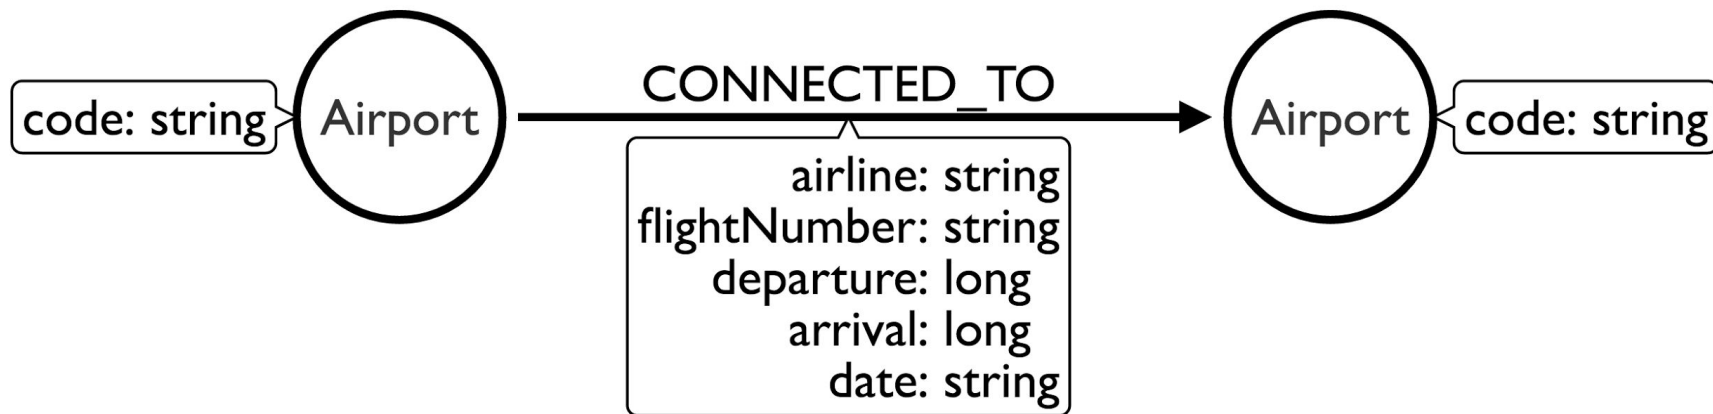 code: string
Airport
CONNECTED_TO
airline: string
flightNumber: string
departure: long
arrival: long
date: string
Airport
code: string